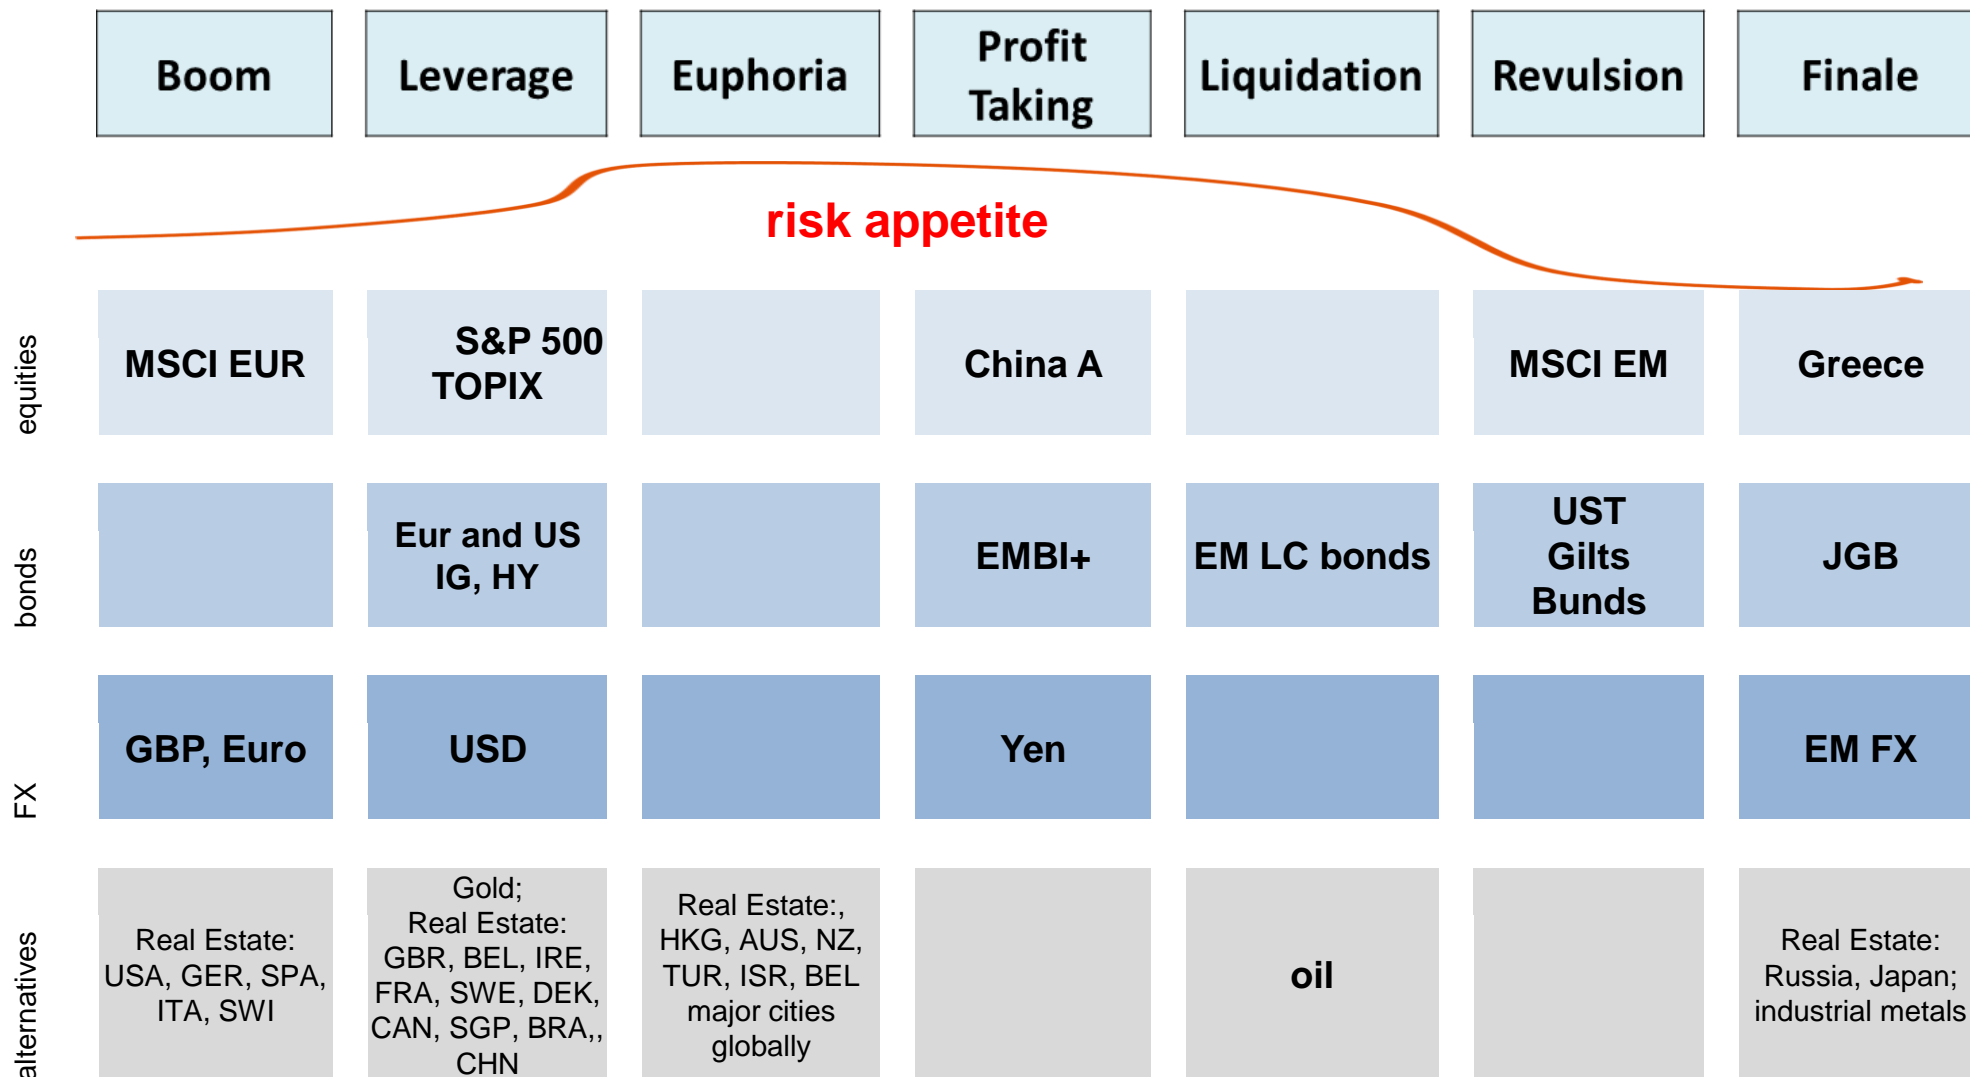 Boom
Leverage
Euphoria
Profit
Taking
Liquidation
Revulsion
Finale
risk appetite
equities
MSCI EUR
S&P 500
TOPIX
China A
MSCI EM
Greece
bonds
Eur and US
IG, HY
EMBI+
EM LC bonds
UST
Gilts
Bunds
JGB
FX
GBP, Euro
USD
Yen
EM FX
alternatives
Real Estate:
USA, GER, SPA,
ITA, SWI
Gold;
Real Estate:
GBR, BEL, IRE,
FRA, SWE, DEK,
CAN, SGP, BRA,,
CHN
Real Estate:,
HKG, AUS, NZ,
TUR, ISR, BEL
major cities
globally
oil
Real Estate:
Russia, Japan;
industrial metals